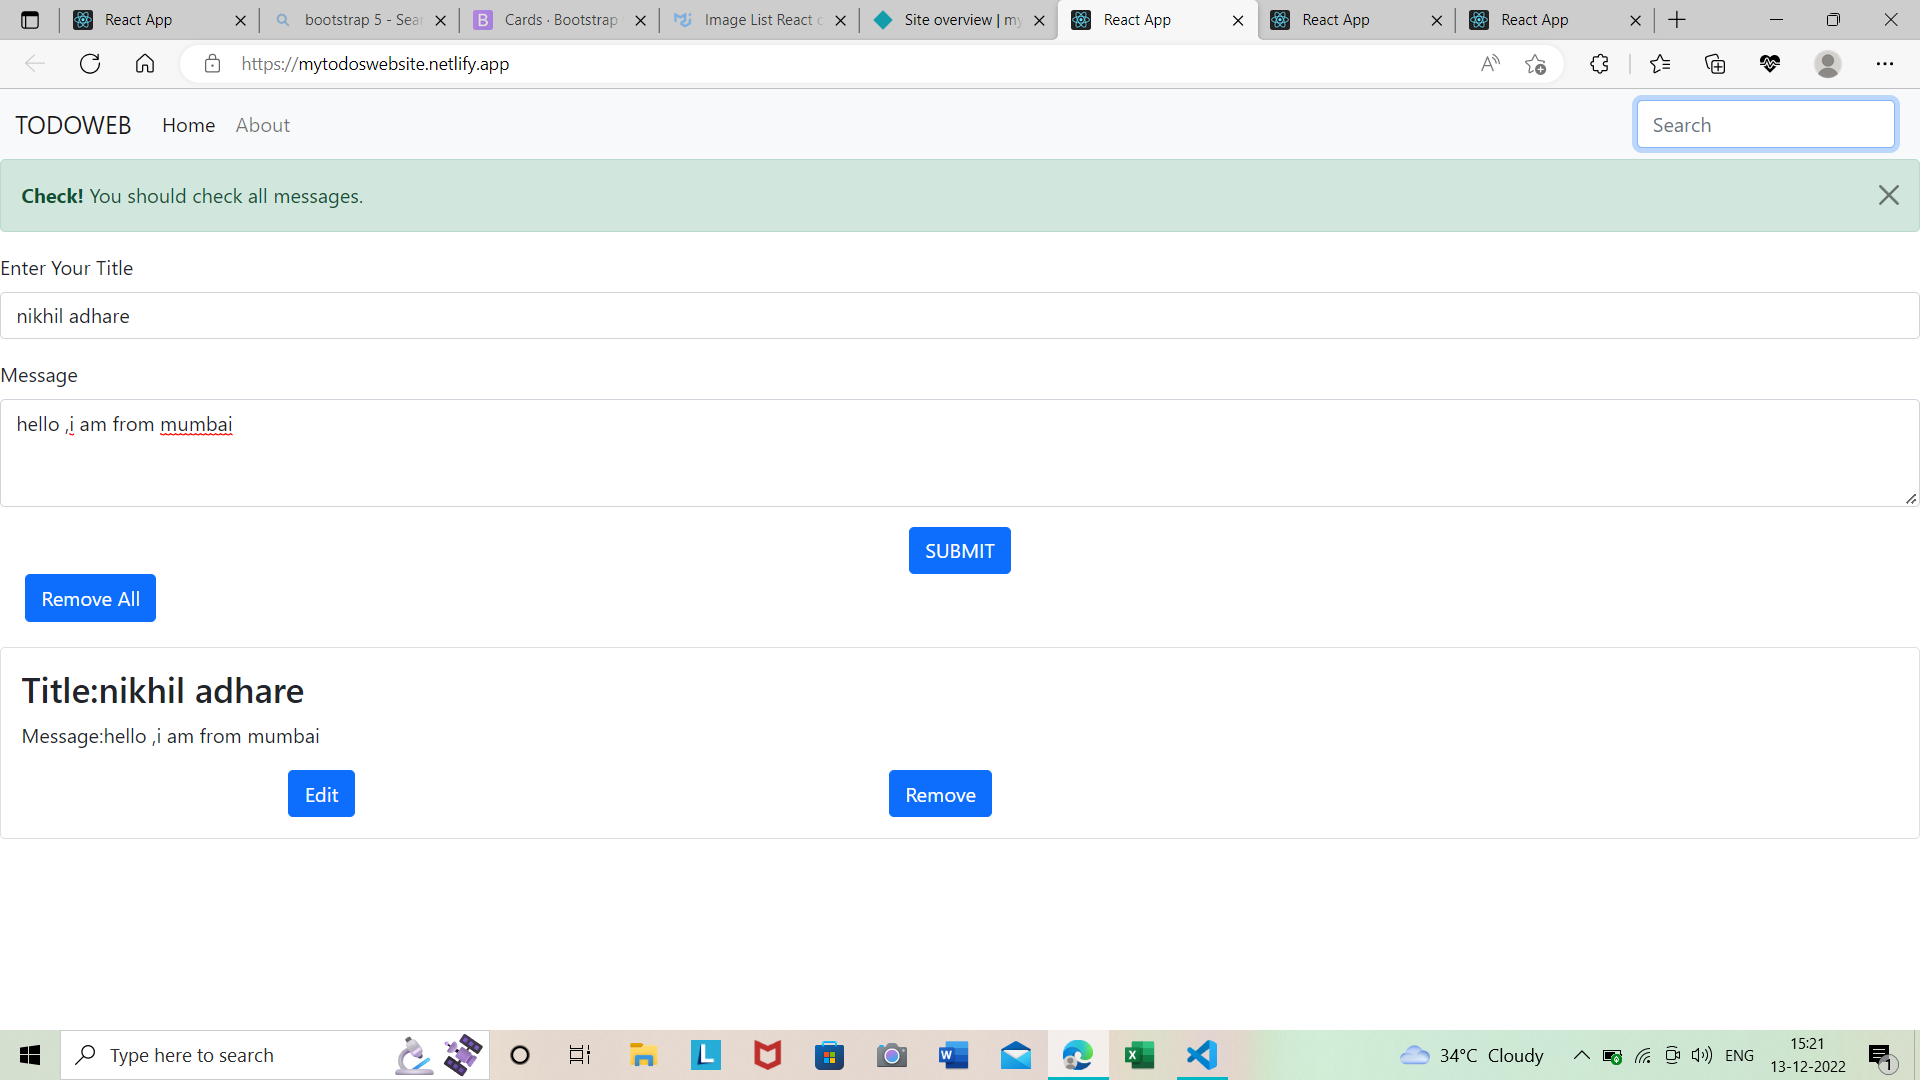 React App
bootstrap 5 - Sear
Cards · Bootstrap
Image List React c
Site overview | my
React App
React App
React App
https://mytodoswebsite.netlify.app
TODOWEB Home About Search
Check! You should check all messages.
Enter Your Title
nikhil adhare
Message
hello ,i am from mumbai
SUBMIT
Remove All
Title:nikhil adhare
Message:hello ,i am from mumbai
Edit Remove
Type here to search
34°C Cloudy
ENG
15:21
13-12-2022
1